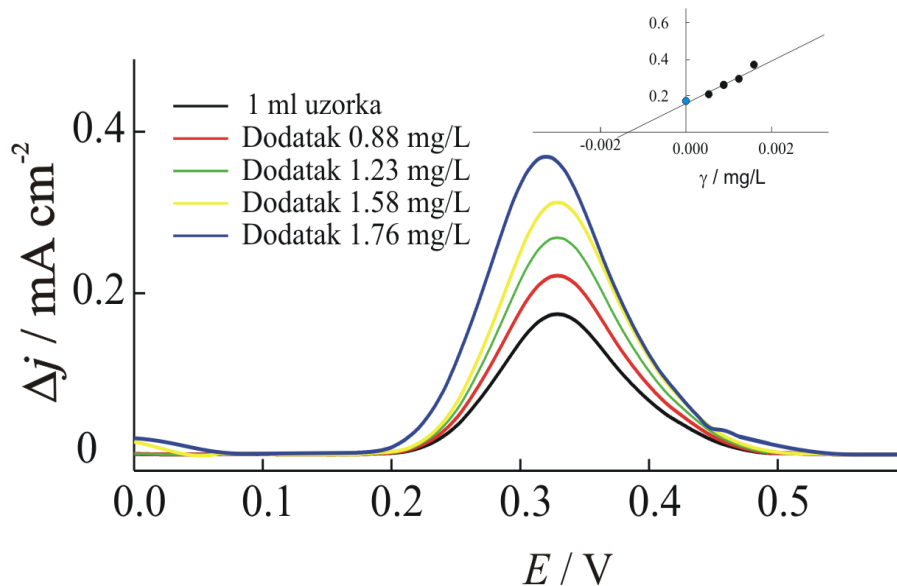 0.6
0.4
0.2
-0.002
0.000
0.002
γ / mg/L
1 ml uzorka
Dodatak 0.88 mg/L
Dodatak 1.23 mg/L
Dodatak 1.58 mg/L
Dodatak 1.76 mg/L
Δj / mA cm⁻²
0.4
0.2
0
0.0
0.1
0.2
0.3
0.4
0.5
E / V